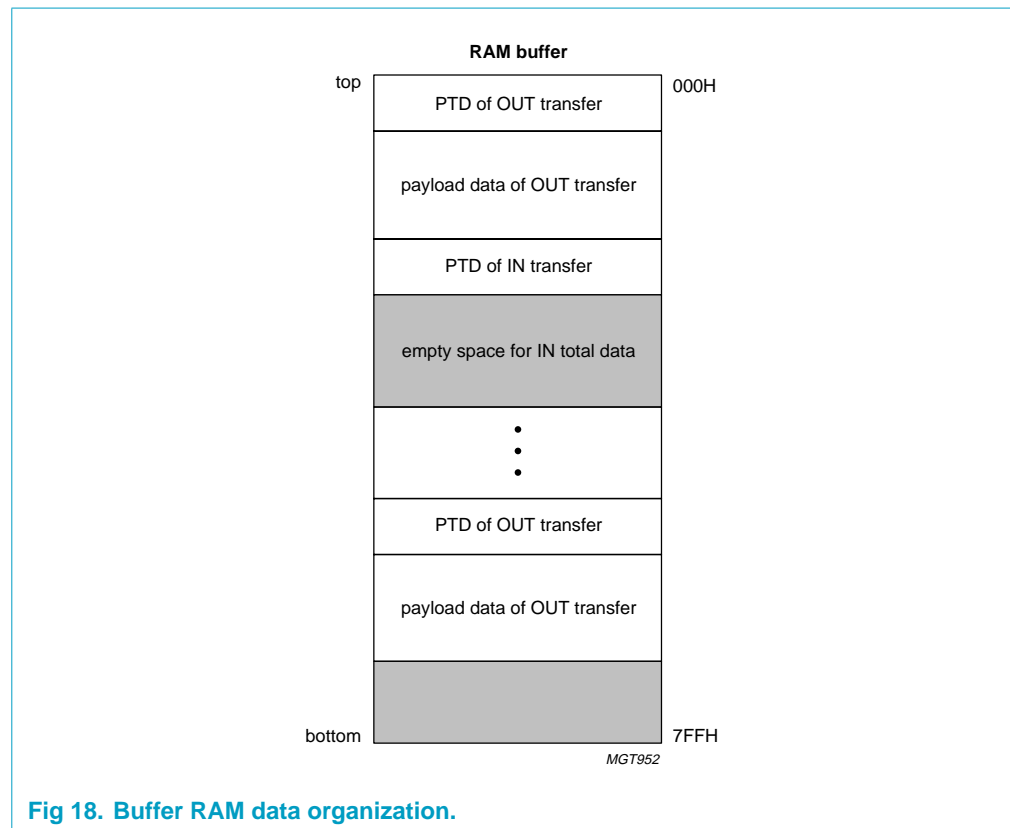 RAM buffer
top
000H
PTD of OUT transfer
payload data of OUT transfer
PTD of IN transfer
empty space for IN total data
PTD of OUT transfer
payload data of OUT transfer
bottom
7FFH
MGT952
Fig 18. Buffer RAM data organization.